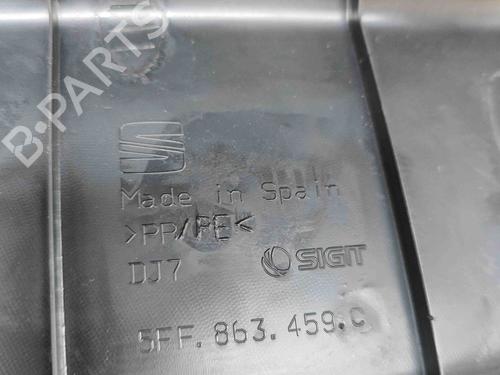 B-PARTS
Made in Spain
>PP/PE<
DJ7
SIGIT
5FF.863.459.C